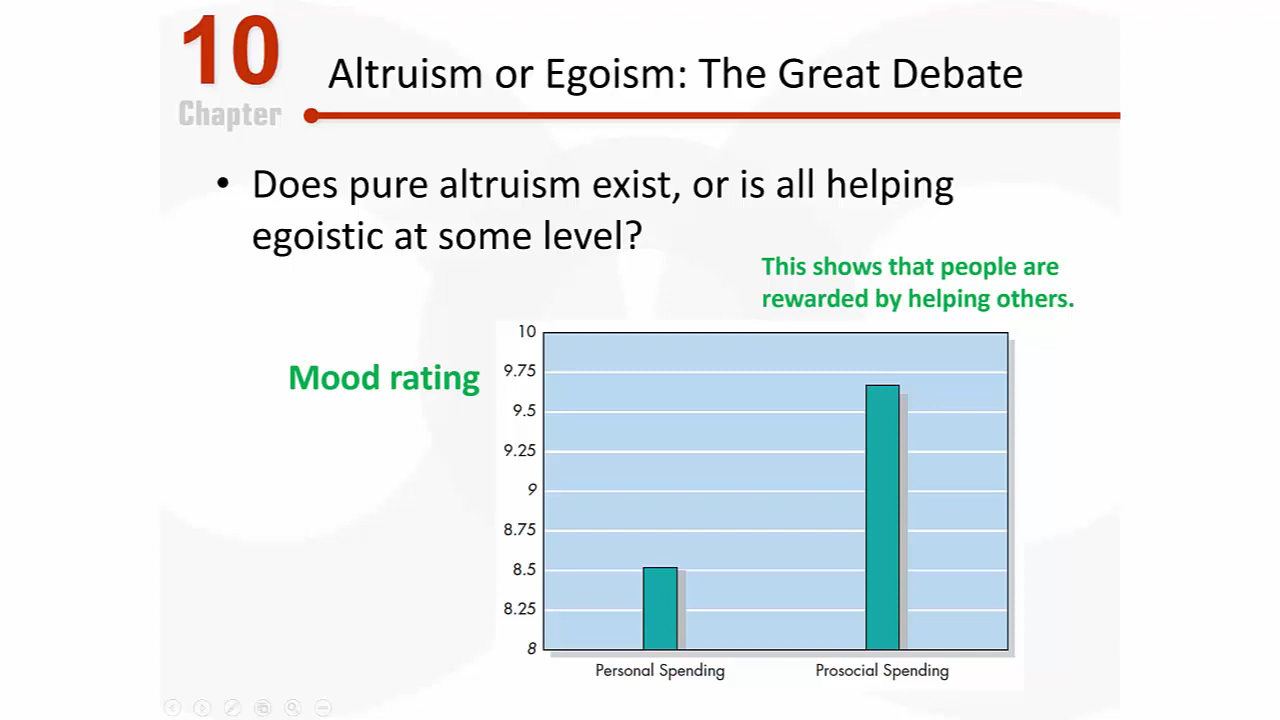 10
Chapter
Altruism or Egoism: The Great Debate
• Does pure altruism exist, or is all helping
egoistic at some level?
This shows that people are
rewarded by helping others.
Mood rating
10
9.75
9.5
9.25
9
8.75
8.5
8.25
8
Personal Spending
Prosocial Spending